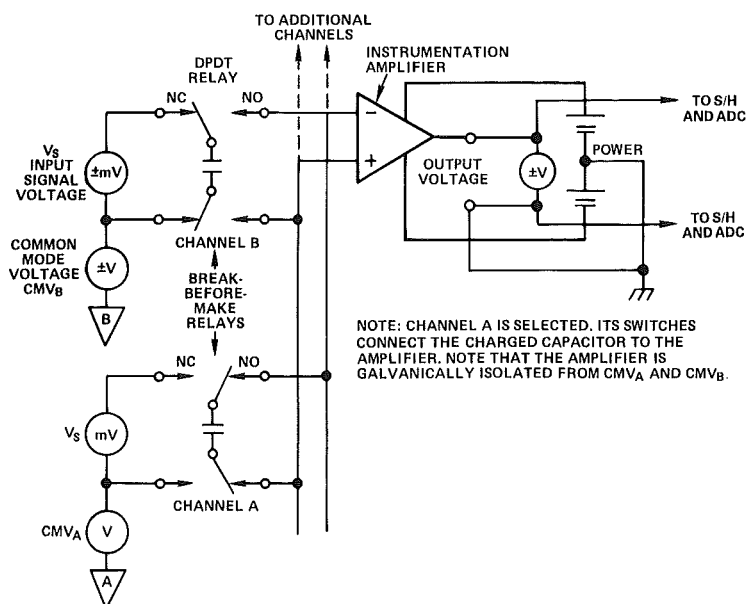 TO ADDITIONAL
CHANNELS
INSTRUMENTATION
AMPLIFIER
DPDT
RELAY
NC
NO
TO S/H
AND ADC
VS
INPUT
SIGNAL
VOLTAGE
±mV
−
+
OUTPUT
VOLTAGE
±V
POWER
TO S/H
AND ADC
COMMON
MODE
VOLTAGE
CMVB
±V
CHANNEL B
B
BREAK-
BEFORE-
MAKE
RELAYS
NOTE: CHANNEL A IS SELECTED. ITS SWITCHES
CONNECT THE CHARGED CAPACITOR TO THE
AMPLIFIER. NOTE THAT THE AMPLIFIER IS
GALVANICALLY ISOLATED FROM CMVA AND CMVB.
NC
NO
VS
mV
CHANNEL A
CMVA
V
A